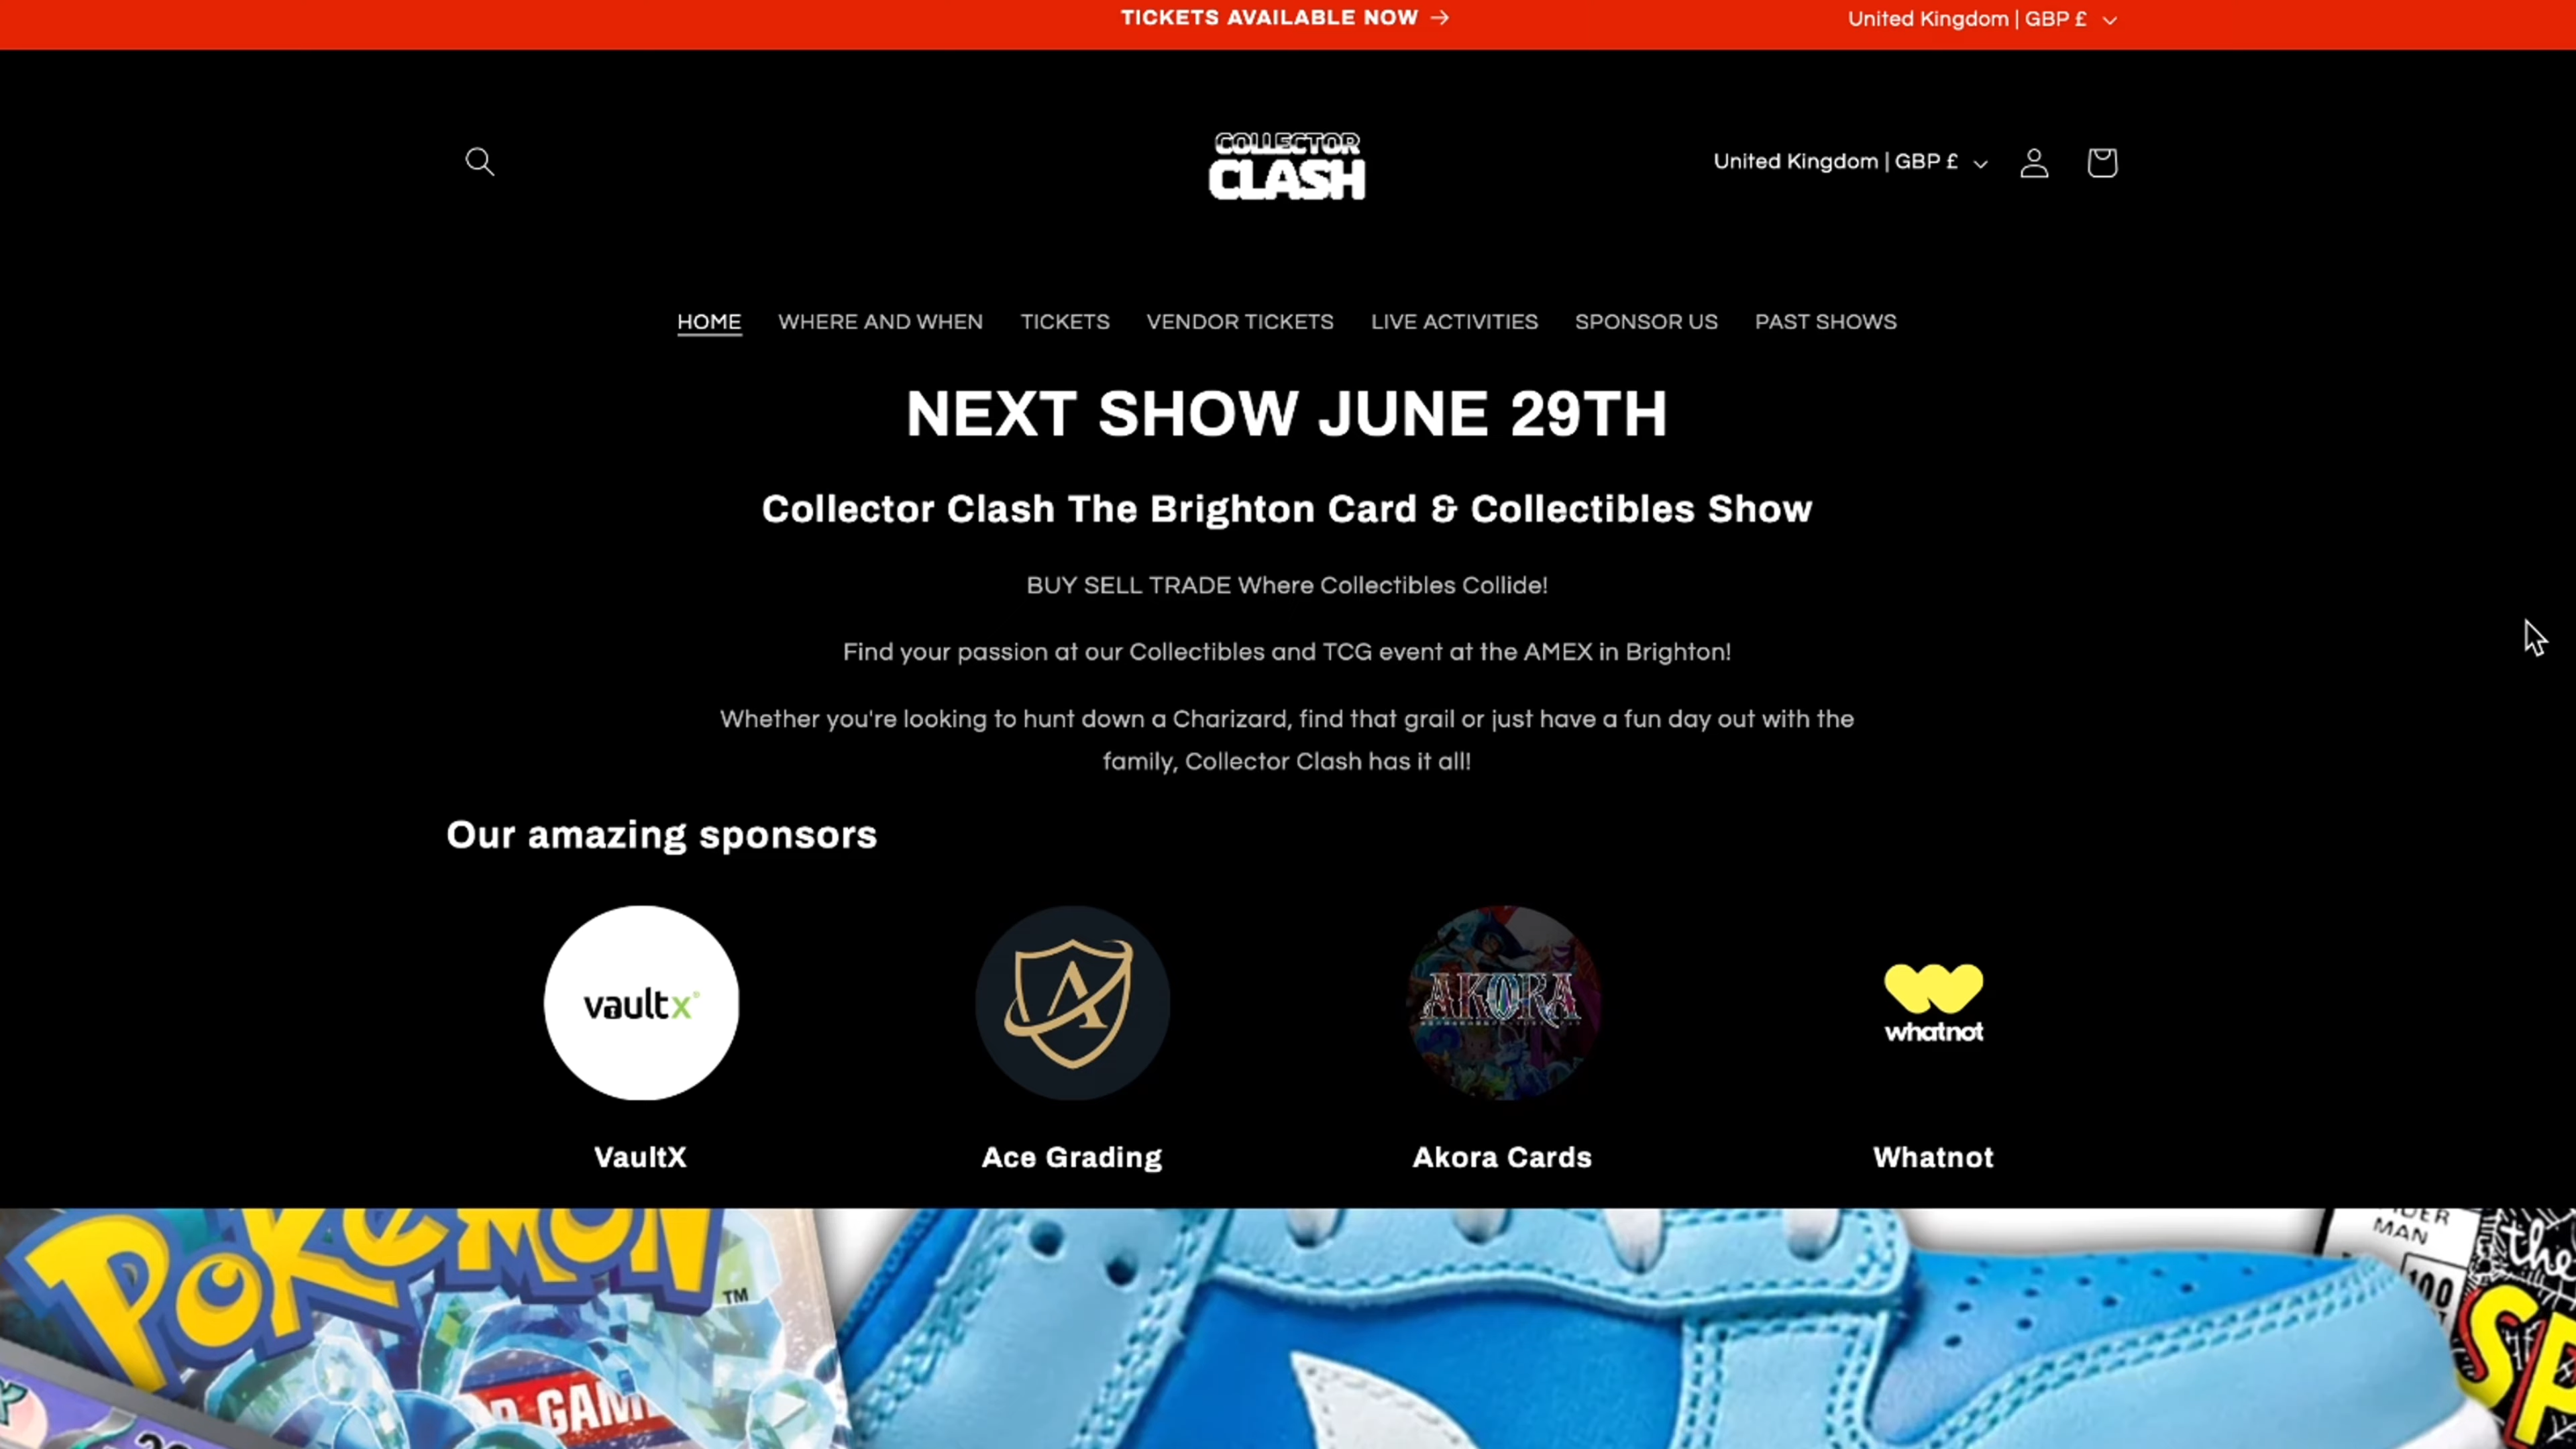 TICKETS AVAILABLE NOW →
United Kingdom | GBP £
COLLECTOR
CLASH
United Kingdom | GBP £
HOME WHERE AND WHEN TICKETS VENDOR TICKETS LIVE ACTIVITIES SPONSOR US PAST SHOWS
NEXT SHOW JUNE 29TH
Collector Clash The Brighton Card & Collectibles Show
BUY SELL TRADE Where Collectibles Collide!
Find your passion at our Collectibles and TCG event at the AMEX in Brighton!
Whether you're looking to hunt down a Charizard, find that grail or just have a fun day out with the
family, Collector Clash has it all!
Our amazing sponsors
vaultx
A
AKORA
whatnot
VaultX
Ace Grading
Akora Cards
Whatnot
POKéMON
TM
MAN
the
100